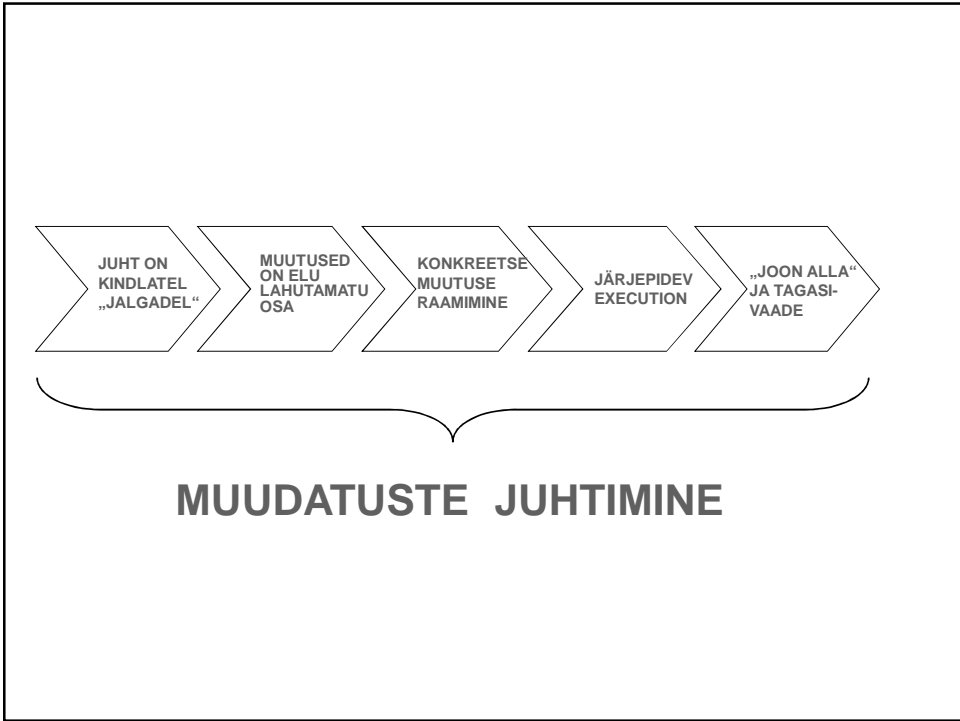 JUHT ON
KINDLATEL
„JALGADEL“
MUUTUSED
ON ELU
LAHUTAMATU
OSA
KONKREETSE
MUUTUSE
RAAMIMINE
JÄRJEPIDEV
EXECUTION
„JOON ALLA“
JA TAGASI-
VAADE
MUUDATUSTE JUHTIMINE